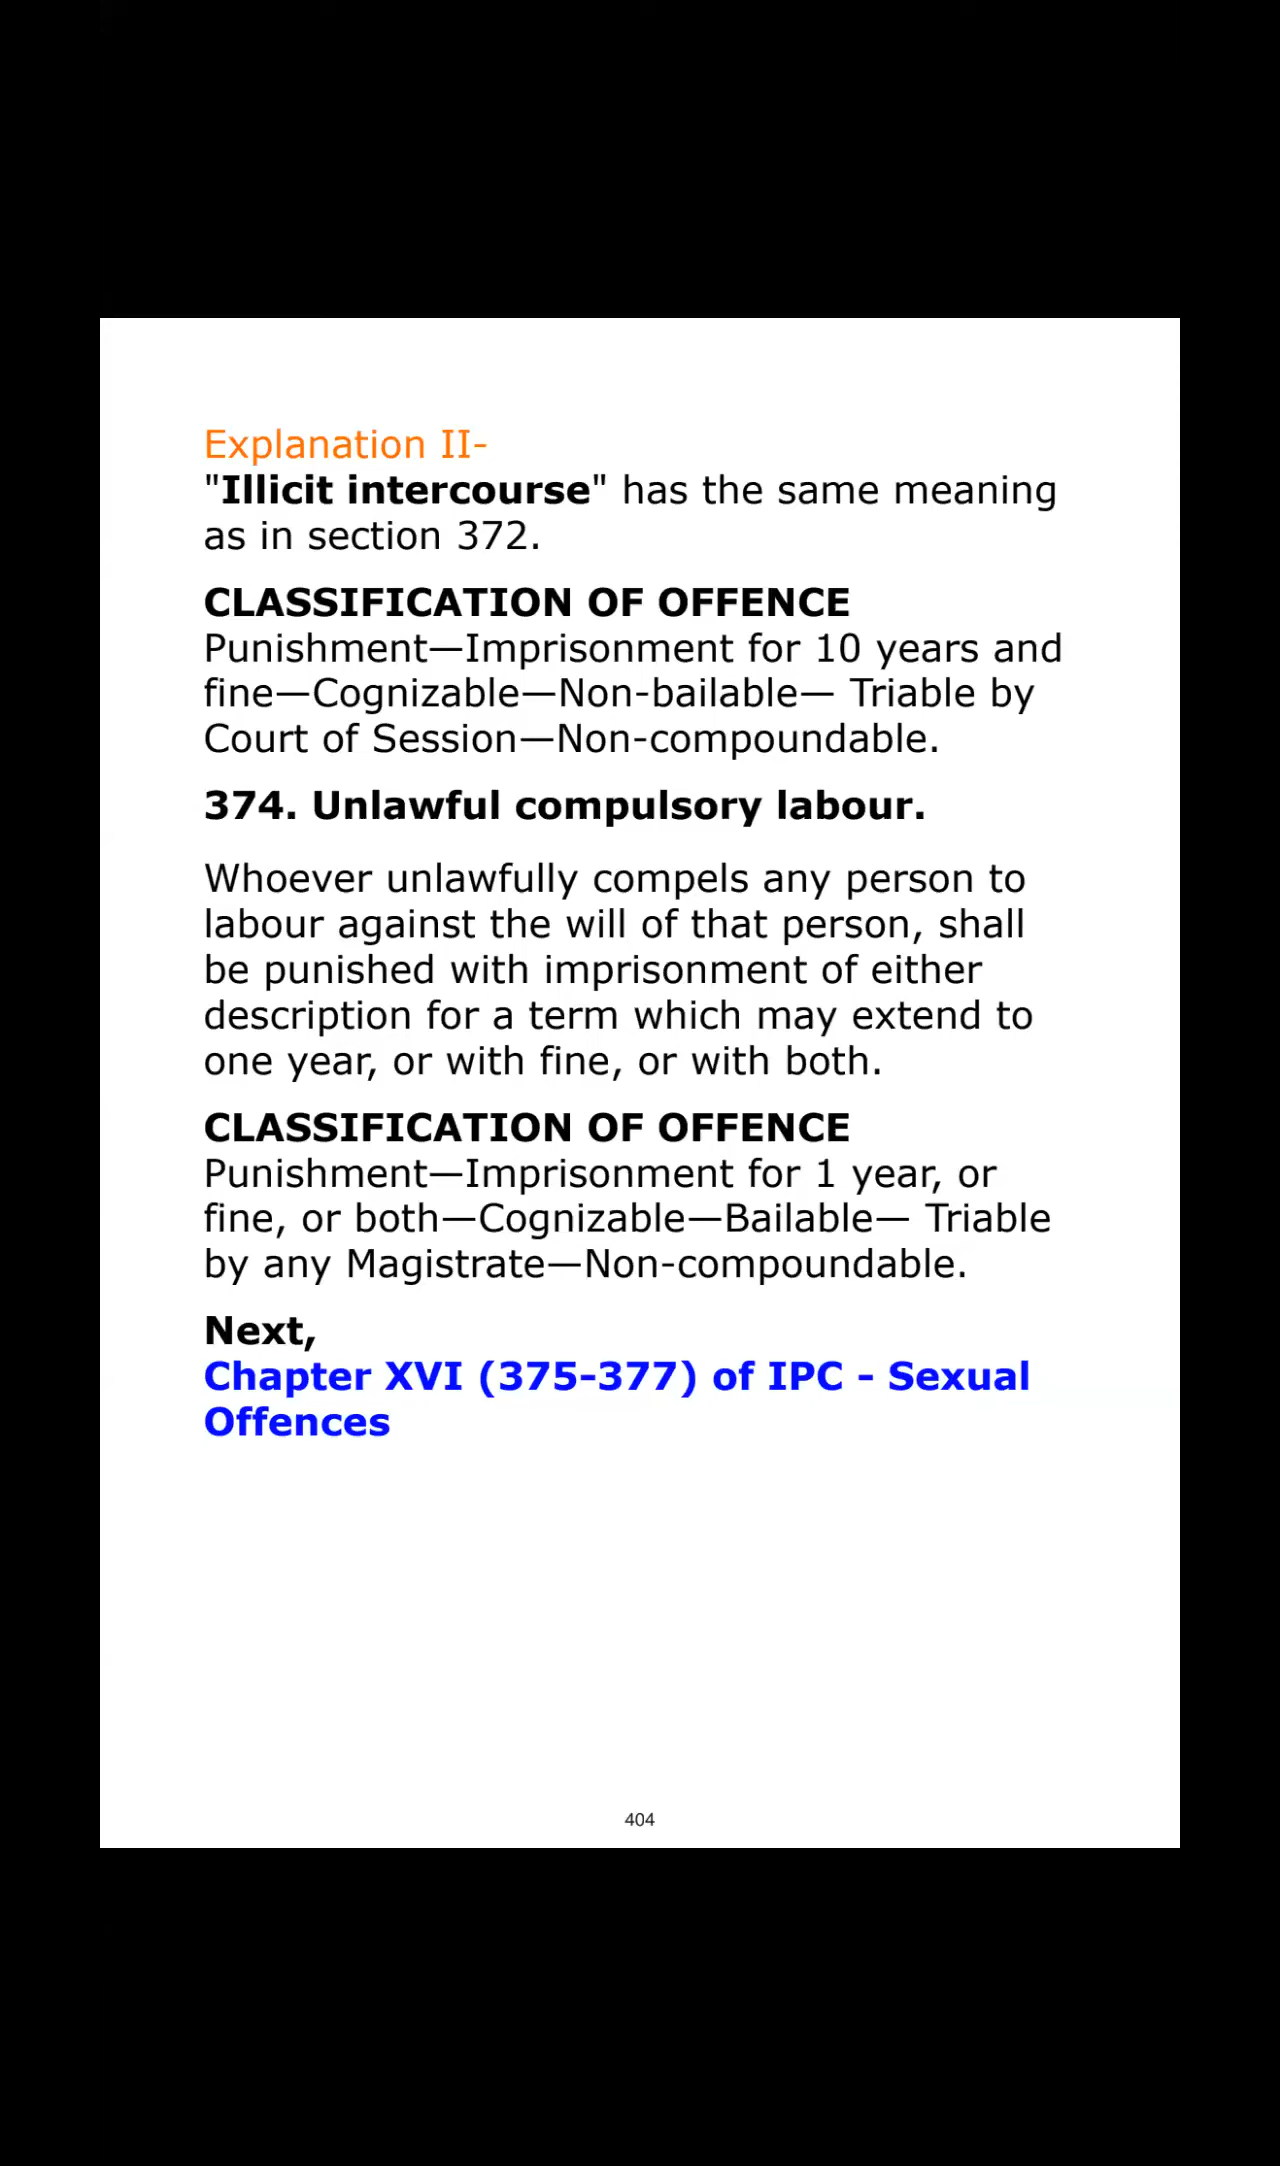 Explanation II-
"Illicit intercourse" has the same meaning
as in section 372.
CLASSIFICATION OF OFFENCE
Punishment—Imprisonment for 10 years and
fine—Cognizable—Non-bailable— Triable by
Court of Session—Non-compoundable.
374. Unlawful compulsory labour.
Whoever unlawfully compels any person to
labour against the will of that person, shall
be punished with imprisonment of either
description for a term which may extend to
one year, or with fine, or with both.
CLASSIFICATION OF OFFENCE
Punishment—Imprisonment for 1 year, or
fine, or both—Cognizable—Bailable— Triable
by any Magistrate—Non-compoundable.
Next,
Chapter XVI (375-377) of IPC - Sexual
Offences
404